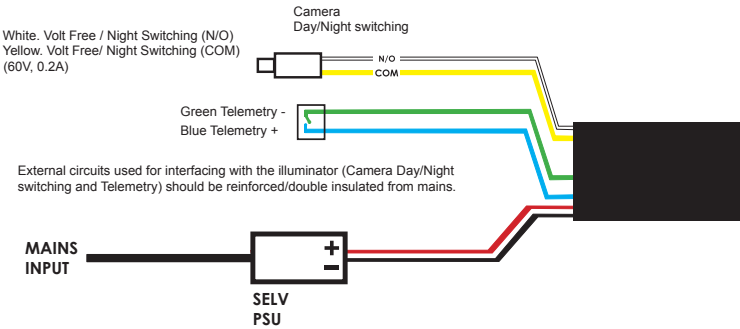 Camera
Day/Night switching
White. Volt Free / Night Switching (N/O)
Yellow. Volt Free/ Night Switching (COM)
(60V, 0.2A)
N/O
COM
Green Telemetry -
Blue Telemetry +
External circuits used for interfacing with the illuminator (Camera Day/Night
switching and Telemetry) should be reinforced/double insulated from mains.
MAINS
INPUT
+
–
SELV
PSU